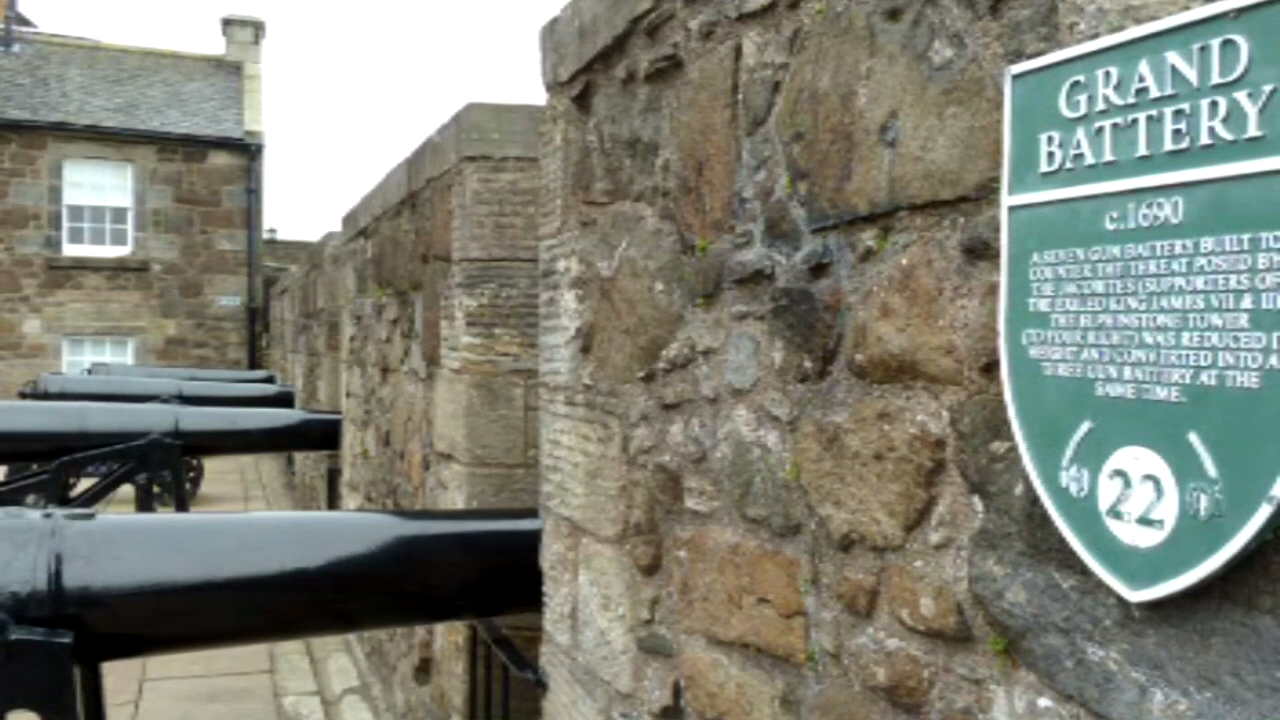 GRAND
BATTERY
c.1690
A SEVEN GUN BATTERY BUILT TO
COUNTER THE THREAT POSED BY
THE JACOBITES (SUPPORTERS OF
THE EXILED KING JAMES VII & II)
THE ELPHINSTONE TOWER
(TO YOUR RIGHT) WAS REDUCED I
HEIGHT AND CONVERTED INTO A
THREE GUN BATTERY AT THE
SAME TIME.
22